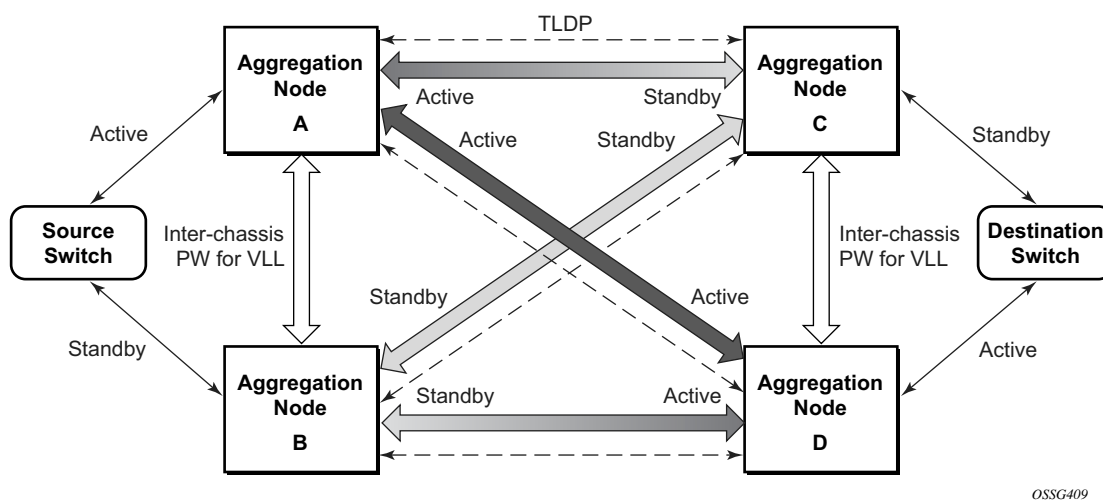 TLDP
Aggregation
Node
A
Aggregation
Node
C
Active
Standby
Active
Standby
Active
Standby
Source
Switch
Inter-chassis
PW for VLL
Inter-chassis
PW for VLL
Destination
Switch
Standby
Active
Standby
Active
Aggregation
Node
B
Standby
Active
Aggregation
Node
D
OSSG409